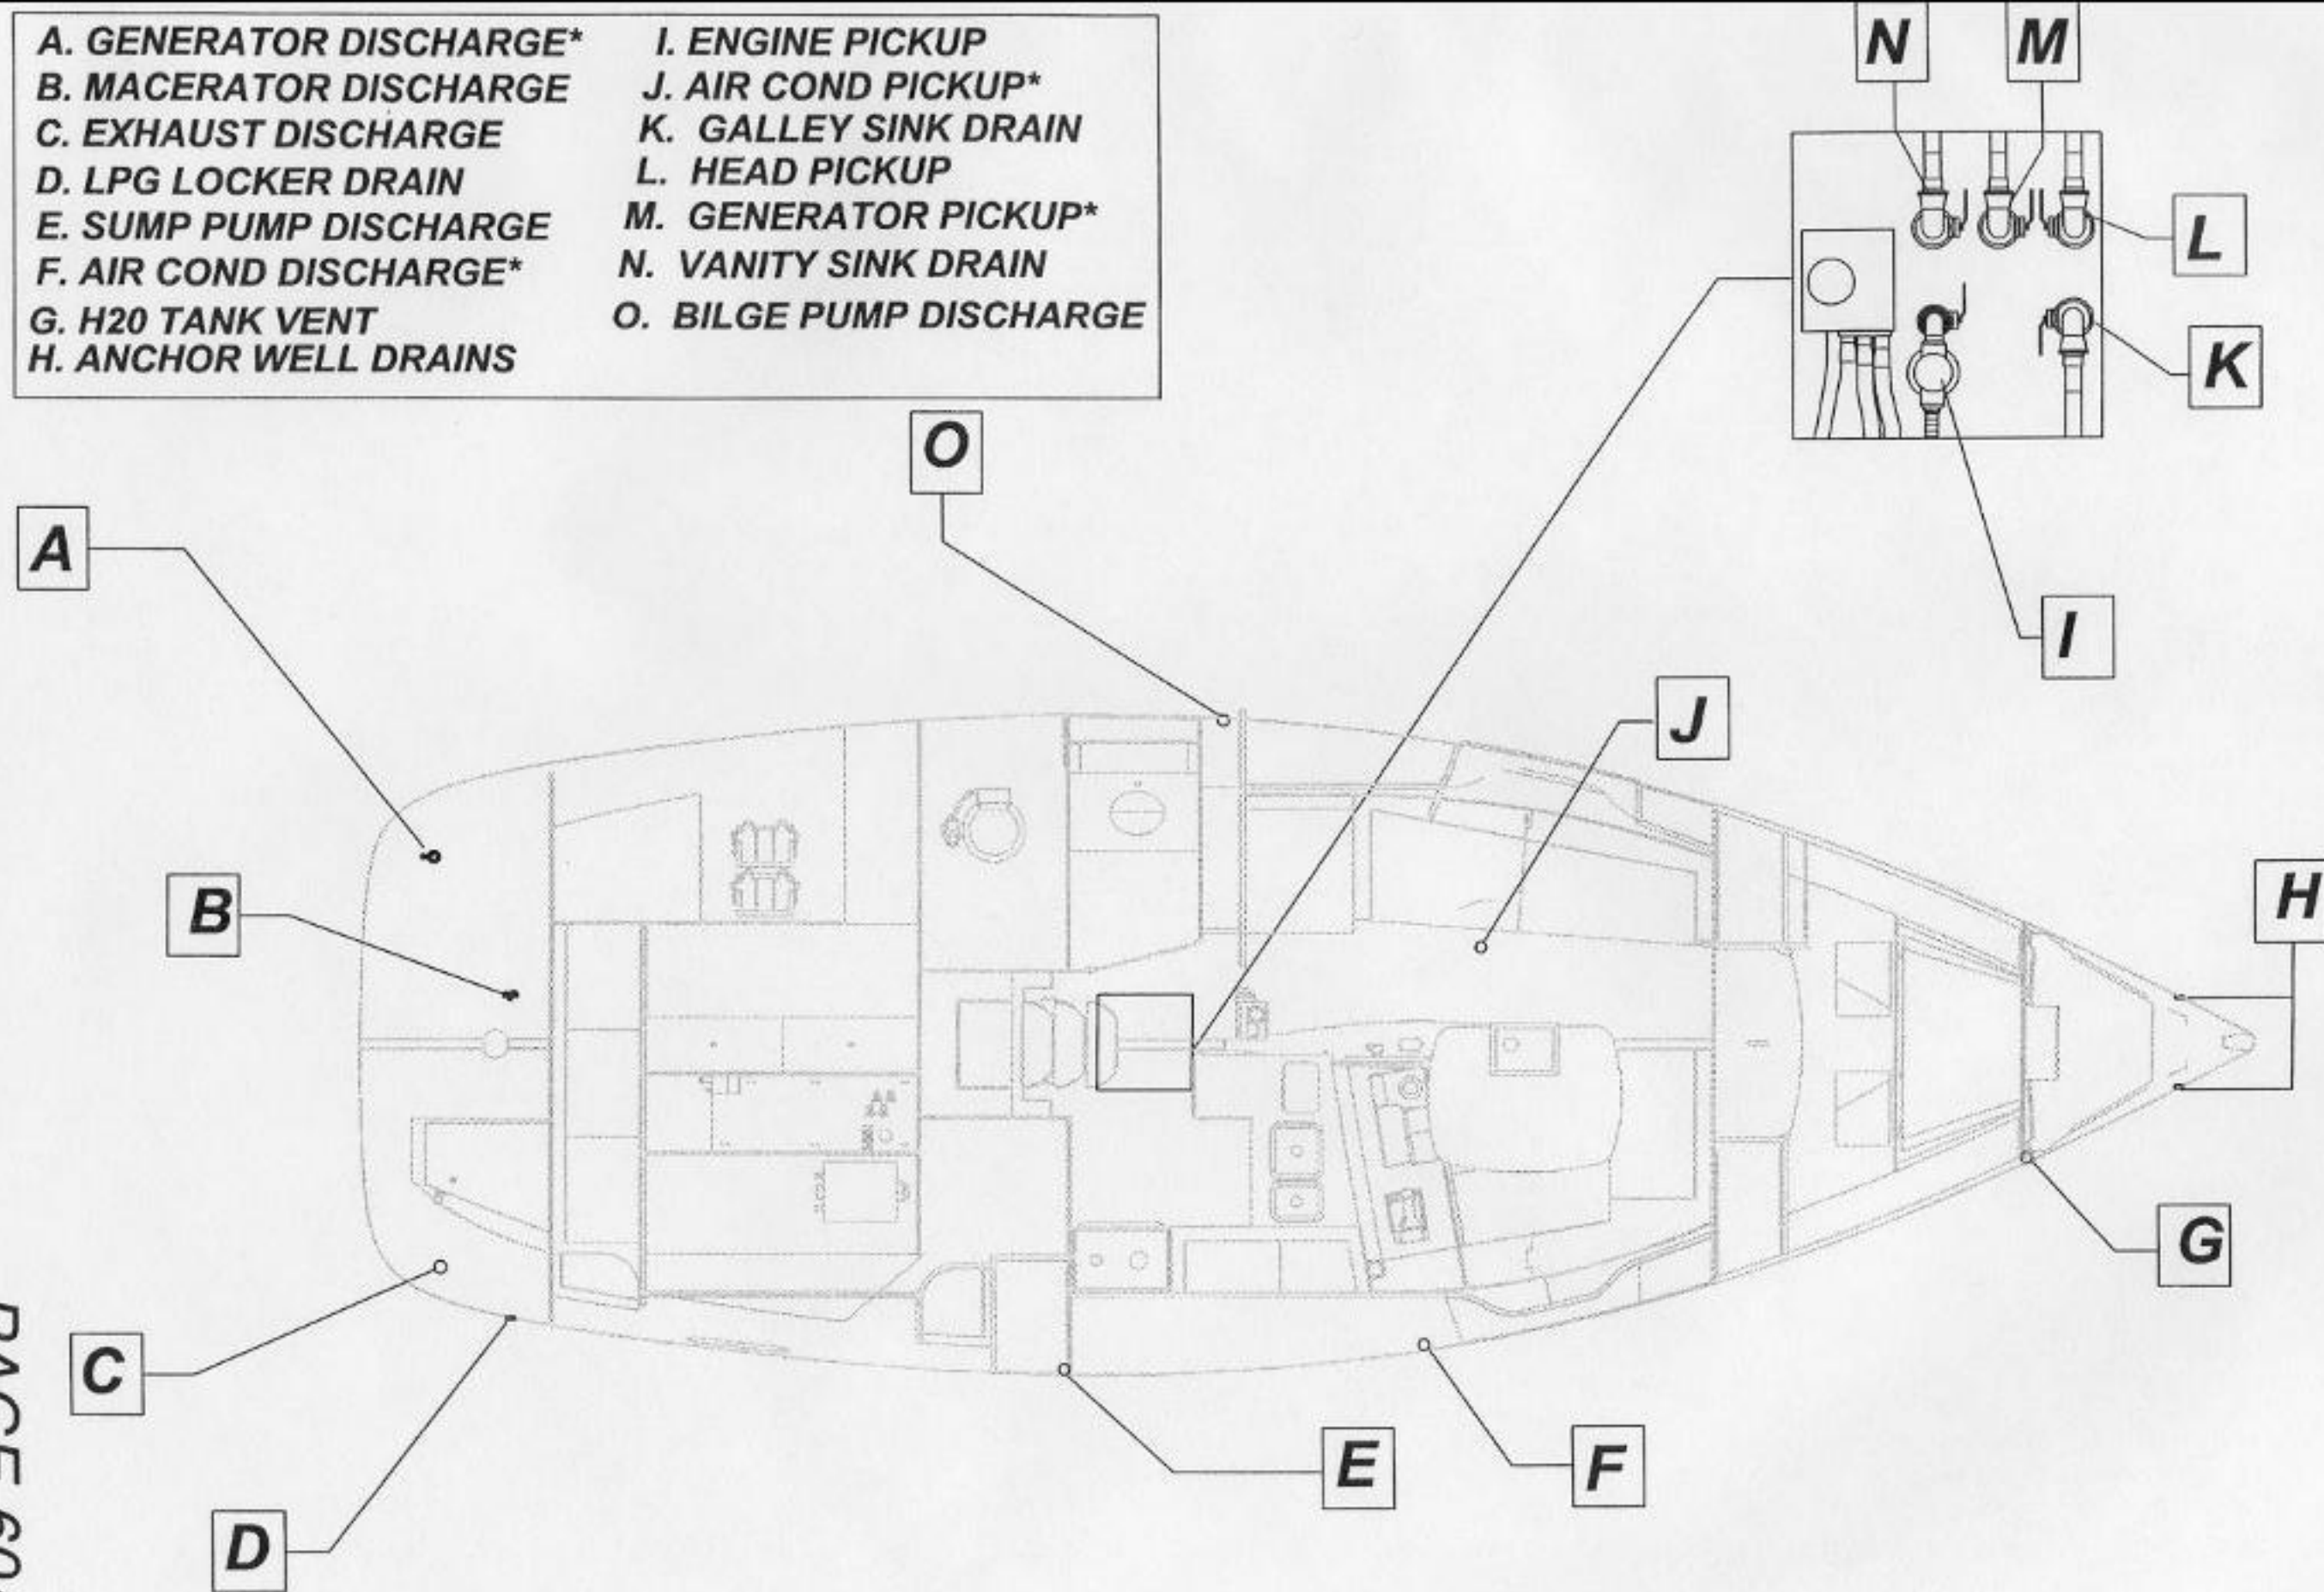 A. GENERATOR DISCHARGE*
B. MACERATOR DISCHARGE
C. EXHAUST DISCHARGE
D. LPG LOCKER DRAIN
E. SUMP PUMP DISCHARGE
F. AIR COND DISCHARGE*
G. H20 TANK VENT
H. ANCHOR WELL DRAINS
I. ENGINE PICKUP
J. AIR COND PICKUP*
K. GALLEY SINK DRAIN
L. HEAD PICKUP
M. GENERATOR PICKUP*
N. VANITY SINK DRAIN
O. BILGE PUMP DISCHARGE
N
M
L
K
I
O
A
J
B
H
G
C
E
F
D
PAGE 60